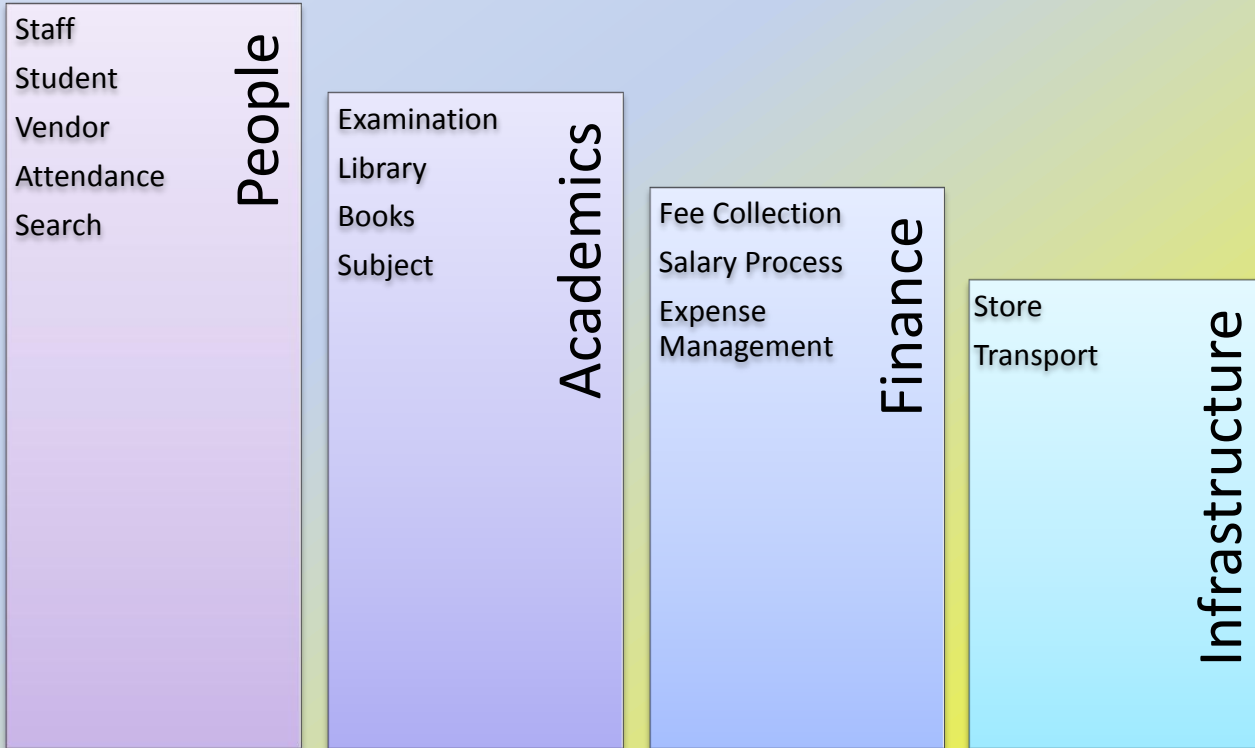 People
Staff
Student
Vendor
Attendance
Search
Academics
Examination
Library
Books
Subject
Finance
Fee Collection
Salary Process
Expense
Management
Infrastructure
Store
Transport